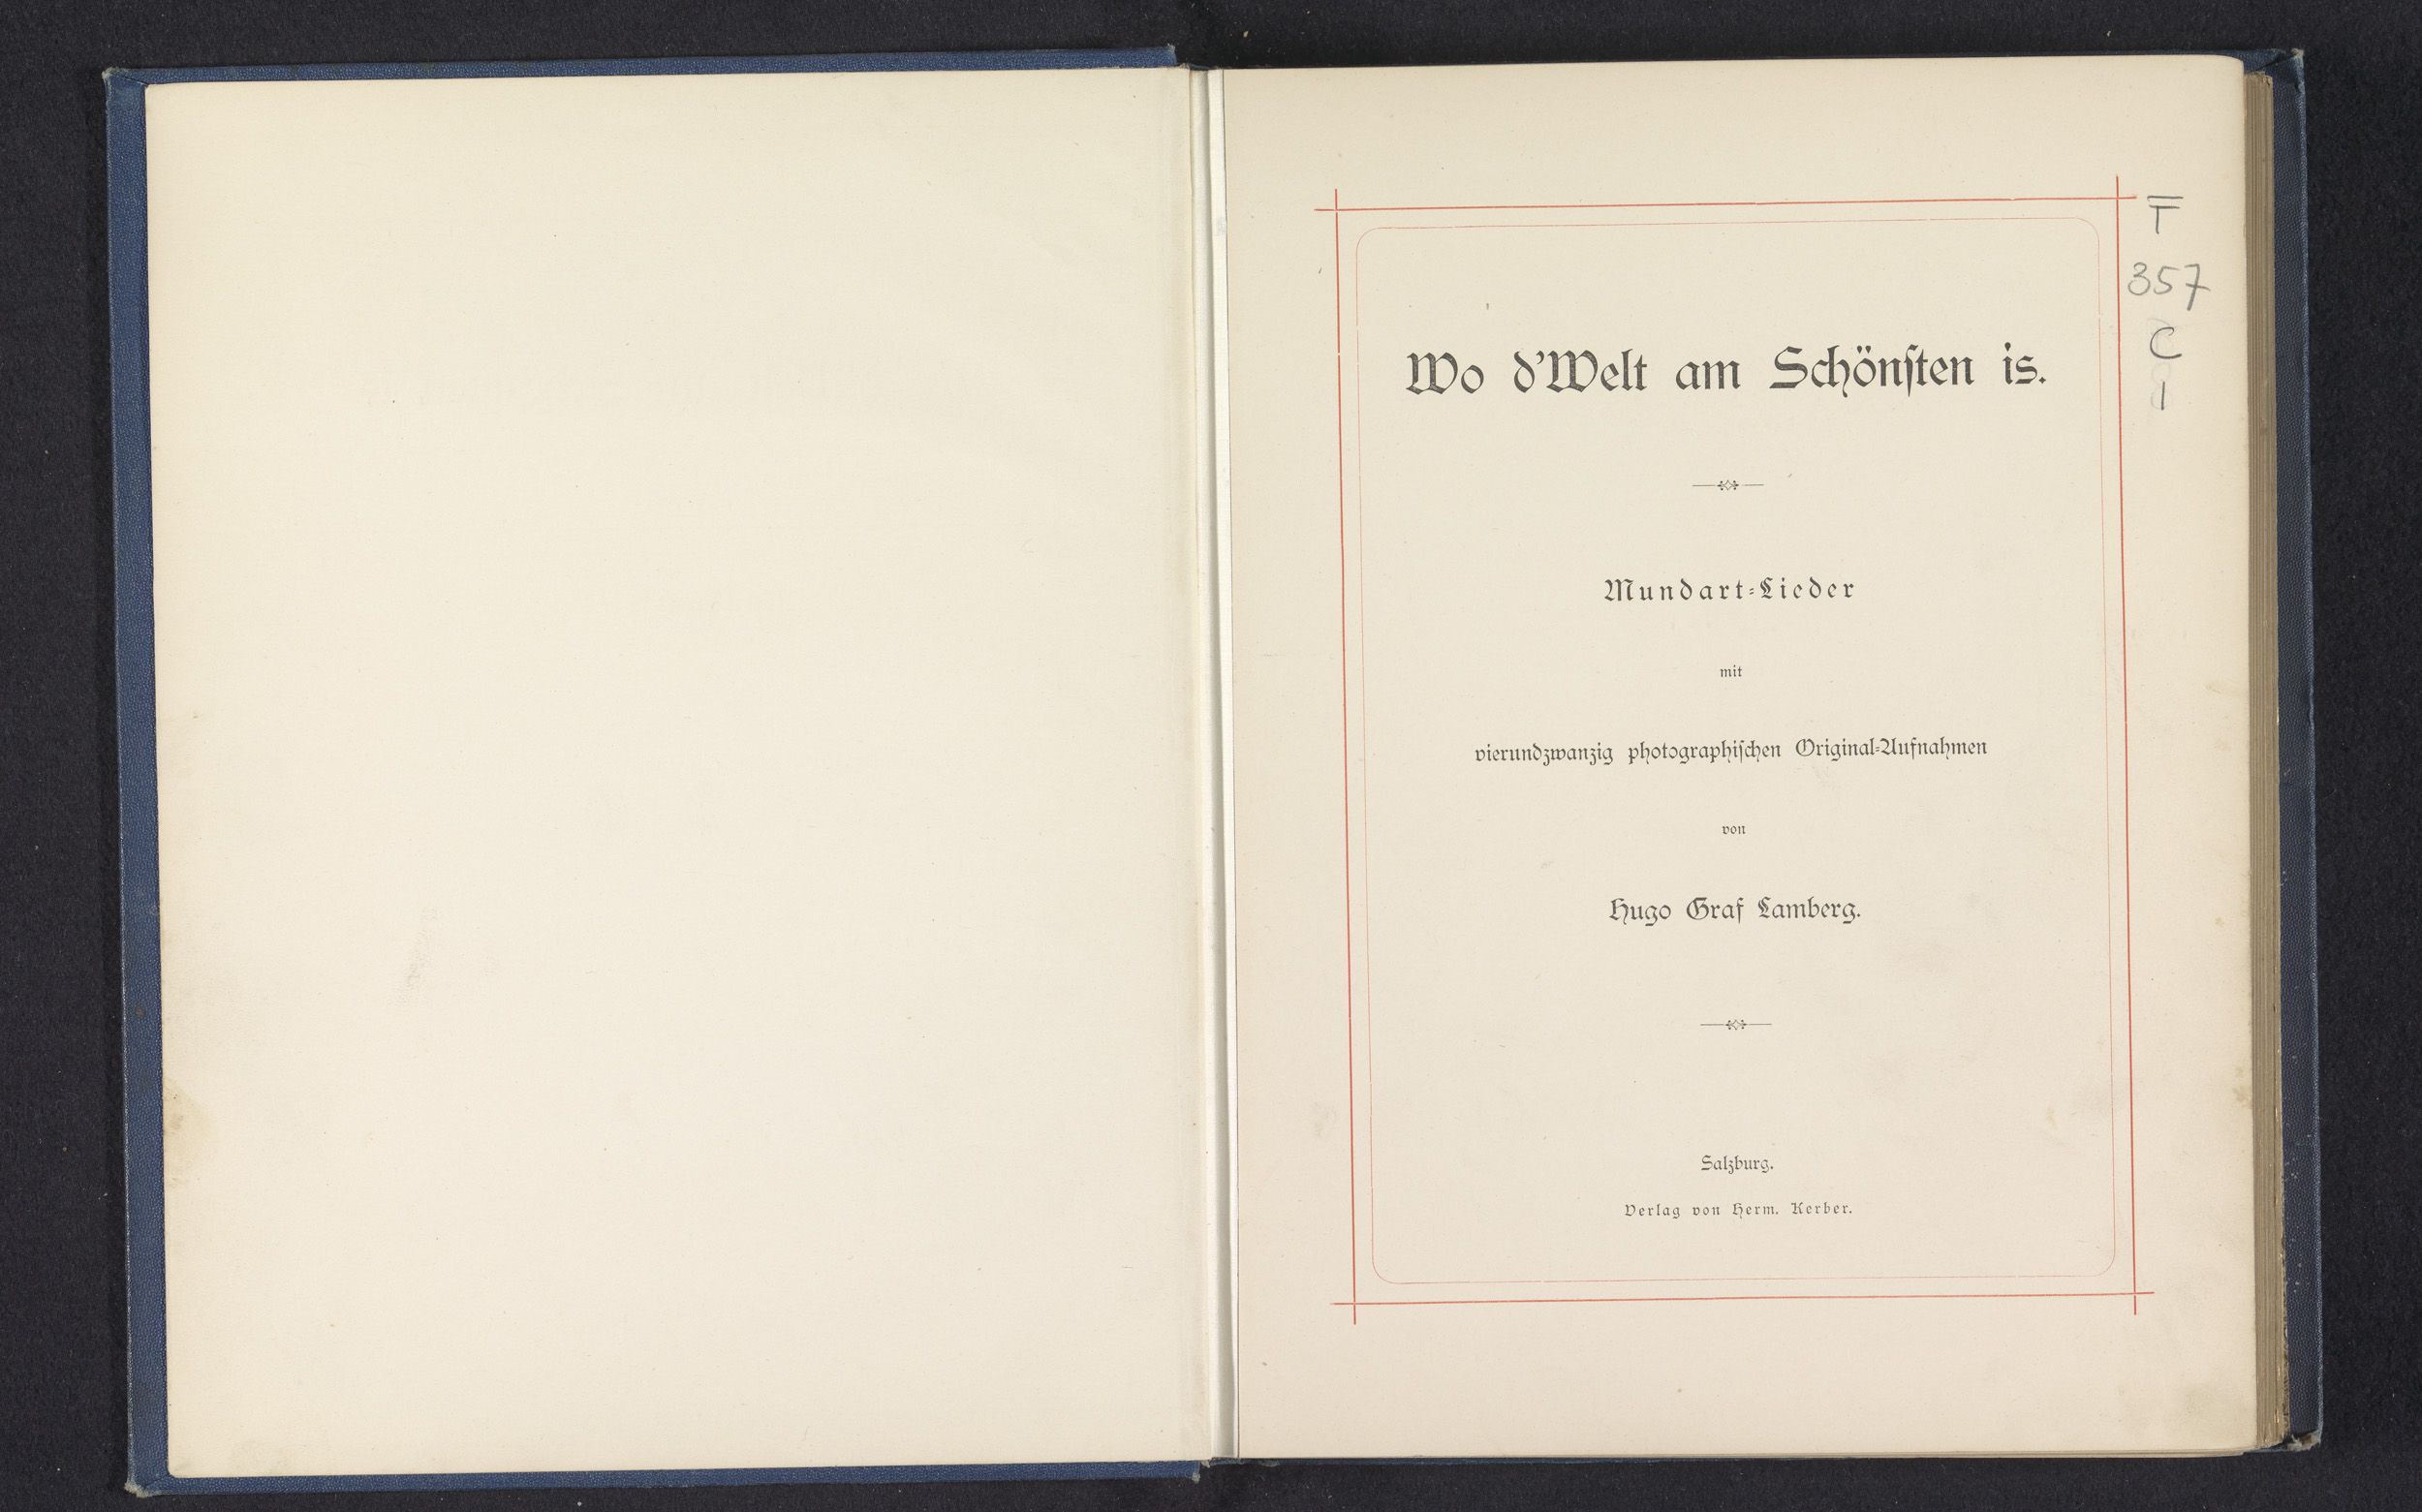 Wo d'Welt am Schönsten is.
Mundart-Lieder
mit
vierundzwanzig photographischen Original-Aufnahmen
von
Hugo Graf Lamberg.
Salzburg.
Verlag von Herm. Kerber.
T
357
C
1